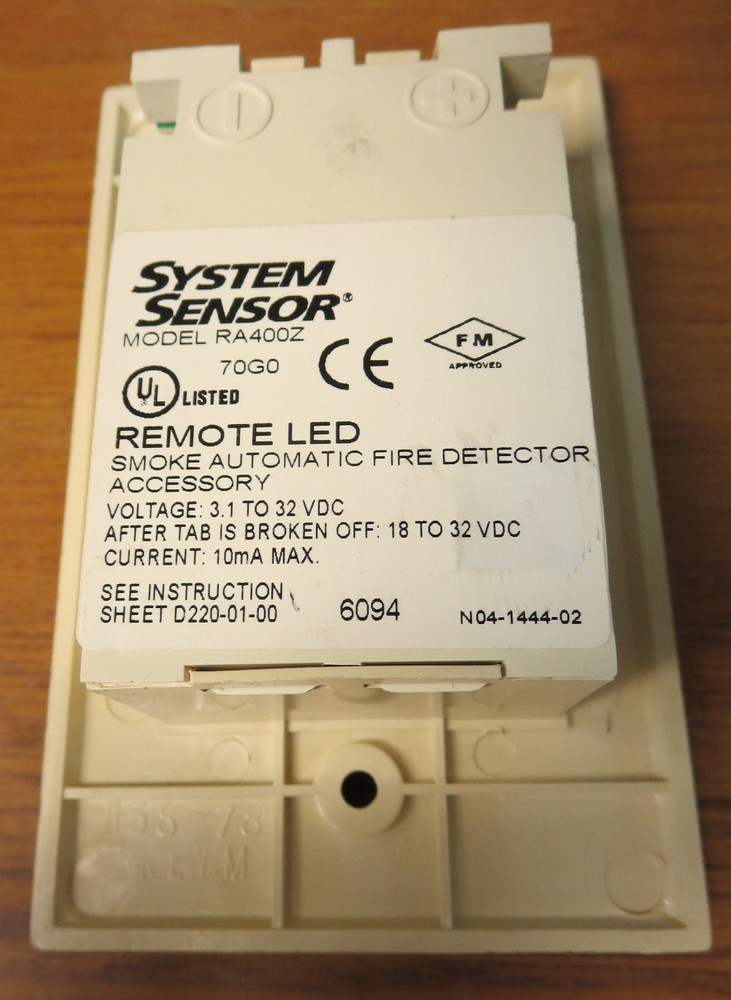 SYSTEM
SENSOR®
MODEL RA400Z
70G0
CE
FM
APPROVED
UL LISTED
REMOTE LED
SMOKE AUTOMATIC FIRE DETECTOR
ACCESSORY
VOLTAGE: 3.1 TO 32 VDC
AFTER TAB IS BROKEN OFF: 18 TO 32 VDC
CURRENT: 10mA MAX.
SEE INSTRUCTION
SHEET D220-01-00
6094
N04-1444-02
REV.M